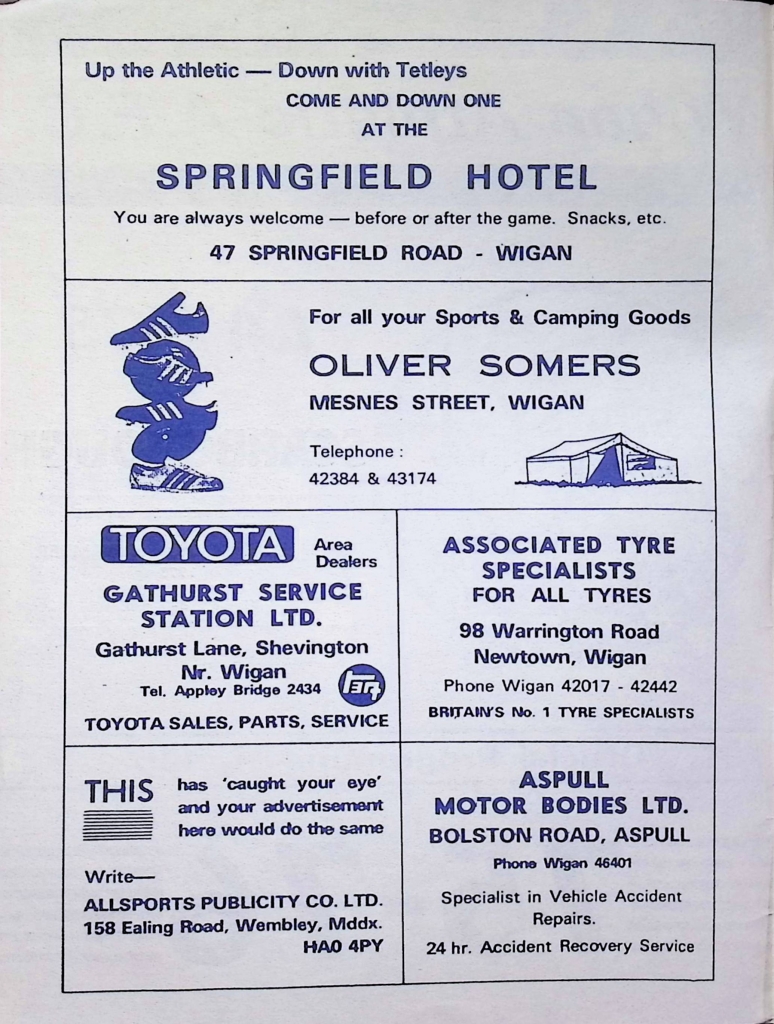 Up the Athletic — Down with Tetleys
COME AND DOWN ONE
AT THE
SPRINGFIELD HOTEL
You are always welcome — before or after the game. Snacks, etc.
47 SPRINGFIELD ROAD - WIGAN
For all your Sports & Camping Goods
OLIVER SOMERS
MESNES STREET, WIGAN
Telephone :
42384 & 43174
TOYOTA Area
Dealers
GATHURST SERVICE
STATION LTD.
Gathurst Lane, Shevington
Nr. Wigan
Tel. Appley Bridge 2434
TOYOTA SALES, PARTS, SERVICE
ASSOCIATED TYRE
SPECIALISTS
FOR ALL TYRES
98 Warrington Road
Newtown, Wigan
Phone Wigan 42017 - 42442
BRITAIN'S No. 1 TYRE SPECIALISTS
THIS has 'caught your eye'
and your advertisement
here would do the same
Write—
ALLSPORTS PUBLICITY CO. LTD.
158 Ealing Road, Wembley, Mddx.
HA0 4PY
ASPULL
MOTOR BODIES LTD.
BOLSTON ROAD, ASPULL
Phone Wigan 46401
Specialist in Vehicle Accident
Repairs.
24 hr. Accident Recovery Service